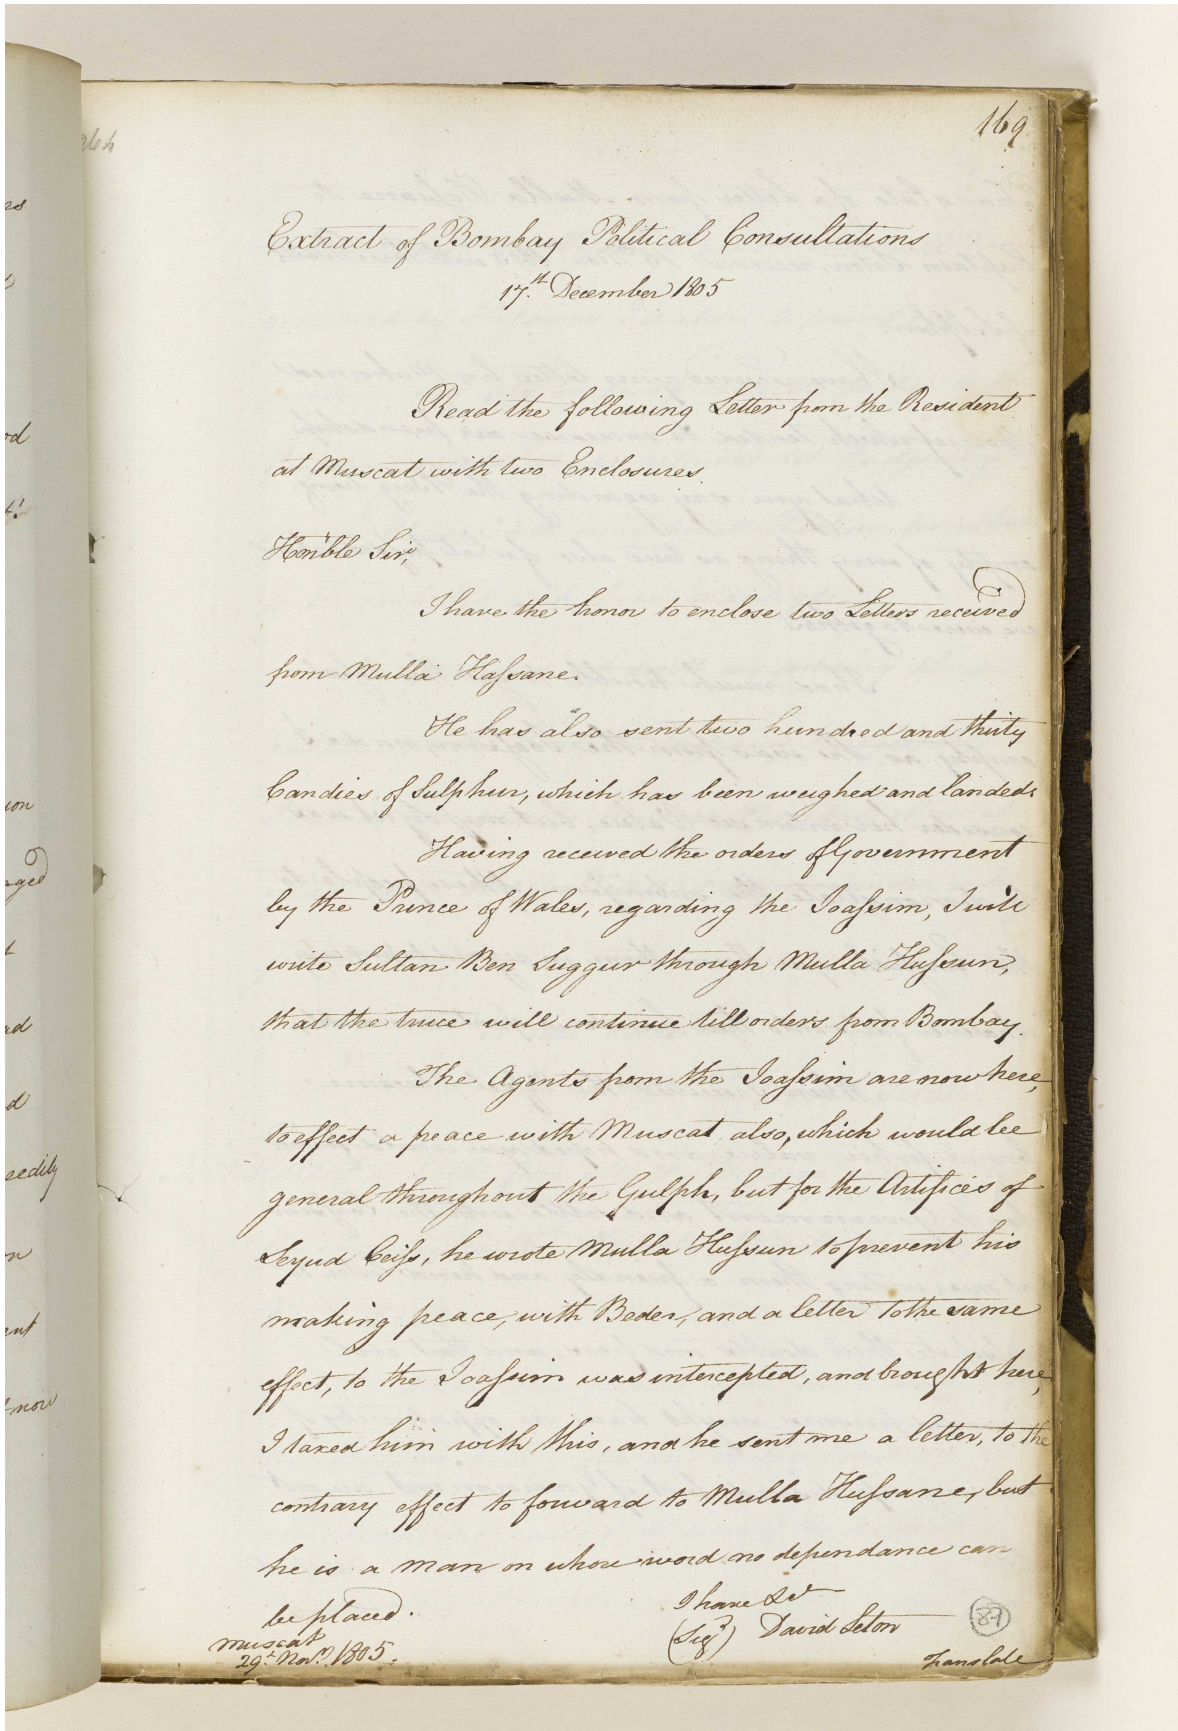 169
Extract of Bombay Political Consultations
17.th December 1805
Read the following Letter from the Resident
at Muscat with two Enclosures.
Hon'ble Sir,
I have the honor to enclose two Letters received
from Mulla Haſsane.
He has also sent two hundred and thirty
Candies of Sulphur, which has been weighed and landed.
Having received the orders of Government
by the Prince of Wales, regarding the Joaſsim, I will
write Sultan Ben Suggur through Mulla Huſsun,
that the truce will continue till orders from Bombay.
The Agents from the Joaſsim are now here,
to effect a peace with Muscat also, which would be
general throughout the Gulph, but for the Artifices of
Seyud Ceiſs, he wrote Mulla Huſsun to prevent his
making peace, with Beder, and a letter to the same
effect, to the Joaſsim was intercepted, and brought here,
I taxed him with this, and he sent me a letter, to the
contrary effect to forward to Mulla Huſsane, but
he is a man on whose word no dependance can
be placed.
I have &c.
(Sig.d) David Seton
Muscat
29.th Nov.r 1805.
87
Translate